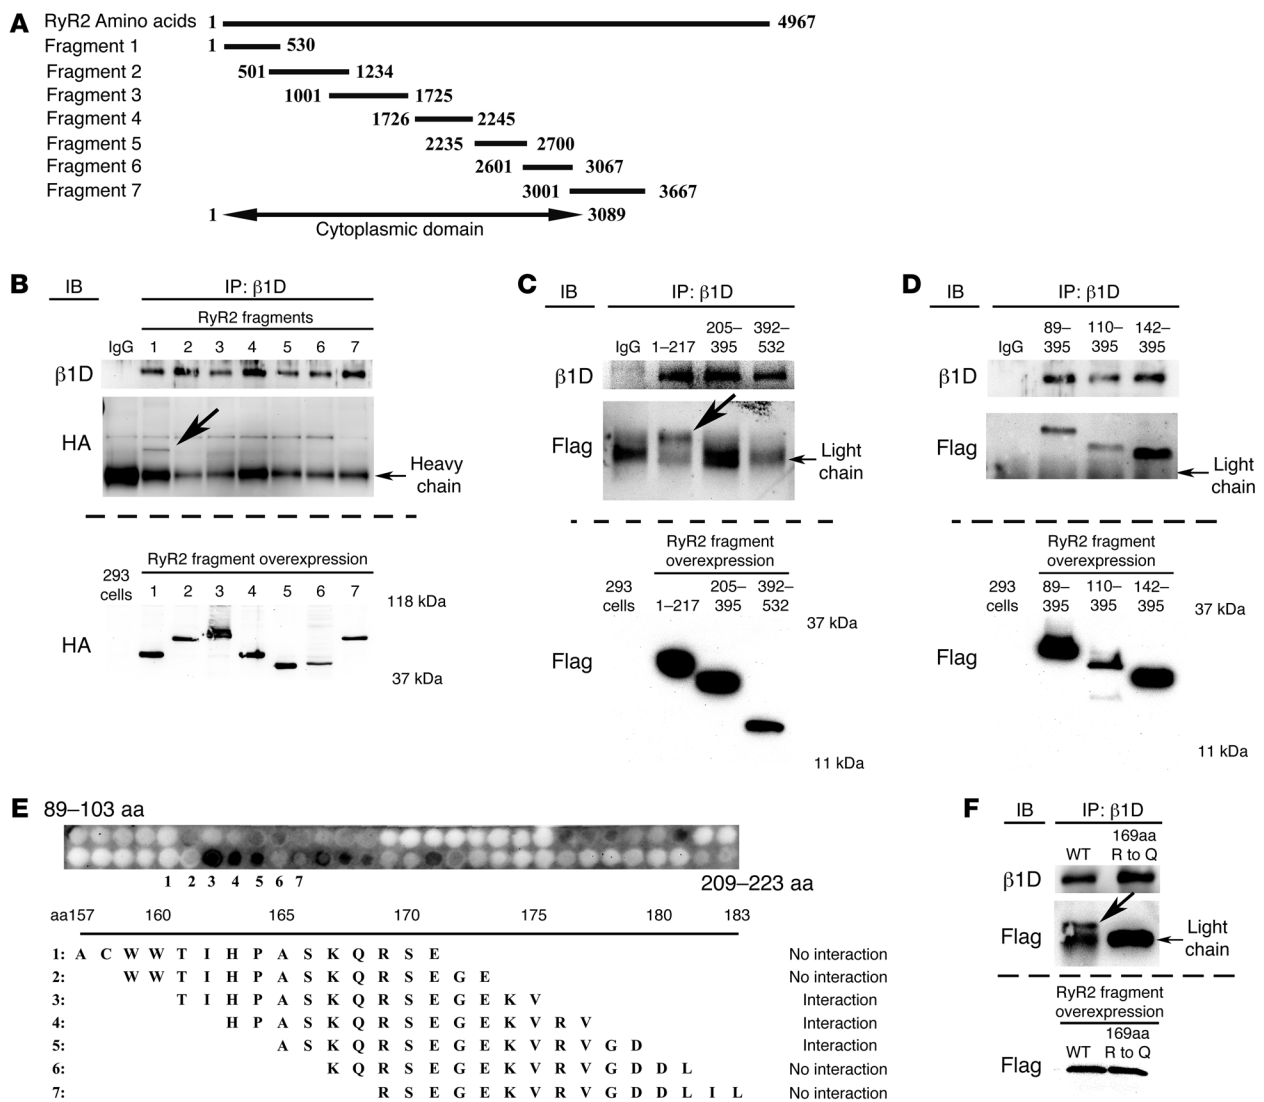 A
RyR2 Amino acids 1 4967
Fragment 1 1 530
Fragment 2 501 1234
Fragment 3 1001 1725
Fragment 4 1726 2245
Fragment 5 2235 2700
Fragment 6 2601 3067
Fragment 7 3001 3667
1 3089
Cytoplasmic domain
B
IB IP: β1D
RyR2 fragments
IgG 1 2 3 4 5 6 7
β1D
HA
Heavy
chain
RyR2 fragment overexpression
293
cells 1 2 3 4 5 6 7
118 kDa
HA
37 kDa
C
IB IP: β1D
205– 392–
IgG 1–217 395 532
β1D
Flag
Light
chain
RyR2 fragment
overexpression
293 205– 392–
cells 1–217 395 532
37 kDa
Flag
11 kDa
D
IB IP: β1D
89– 110– 142–
IgG 395 395 395
β1D
Flag
Light
chain
RyR2 fragment
overexpression
293 89– 110– 142–
cells 395 395 395
37 kDa
Flag
11 kDa
E
89–103 aa
1 2 3 4 5 6 7
209–223 aa
aa157 160 165 170 175 180 183
1: A C W W T I H P A S K Q R S E No interaction
2: W W T I H P A S K Q R S E G E No interaction
3: T I H P A S K Q R S E G E K V Interaction
4: H P A S K Q R S E G E K V R V Interaction
5: A S K Q R S E G E K V R V G D Interaction
6: K Q R S E G E K V R V G D D L No interaction
7: R S E G E K V R V G D D L I L No interaction
F
IB IP: β1D
169aa
WT R to Q
β1D
Flag
Light
chain
RyR2 fragment
overexpression
169aa
WT R to Q
Flag